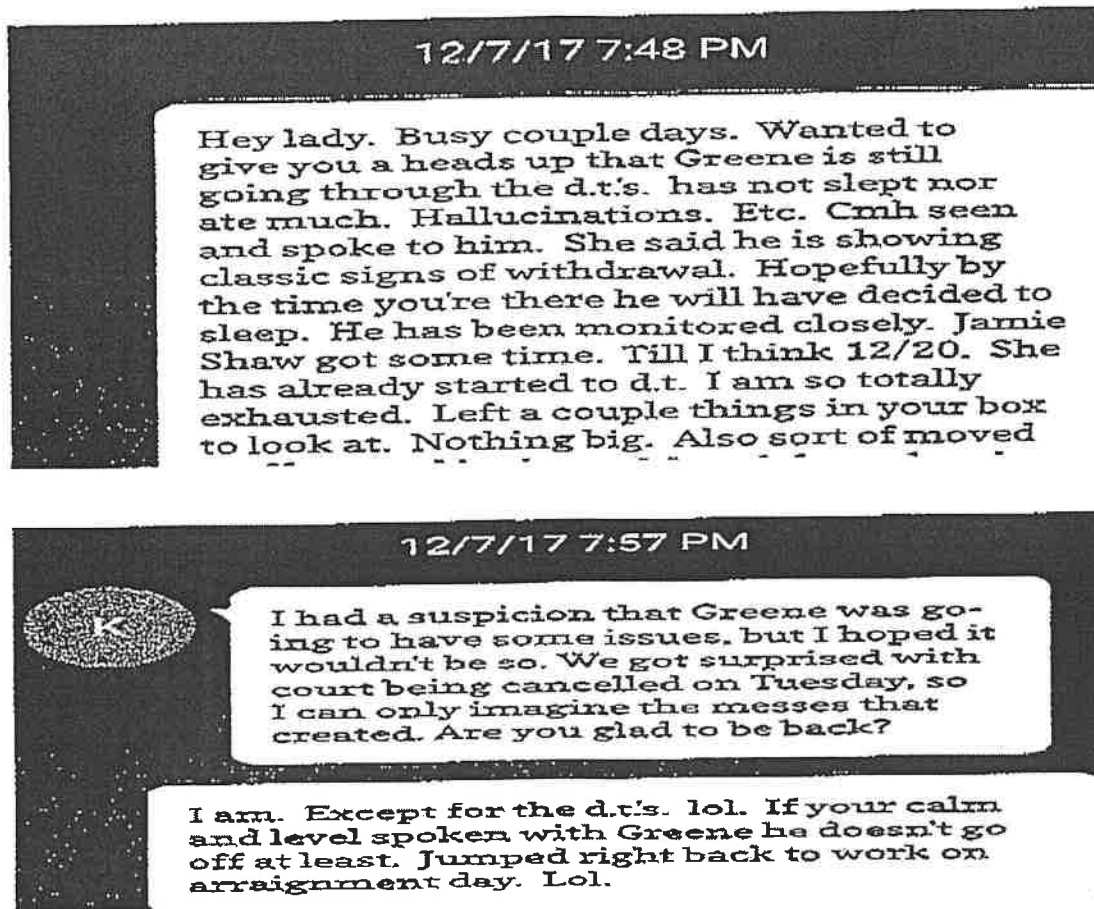 12/7/17 7:48 PM
Hey lady. Busy couple days. Wanted to
give you a heads up that Greene is still
going through the d.t.'s. has not slept nor
ate much. Hallucinations. Etc. Cmh seen
and spoke to him. She said he is showing
classic signs of withdrawal. Hopefully by
the time you're there he will have decided to
sleep. He has been monitored closely. Jamie
Shaw got some time. Till I think 12/20. She
has already started to d.t. I am so totally
exhausted. Left a couple things in your box
to look at. Nothing big. Also sort of moved
12/7/17 7:57 PM
K
I had a suspicion that Greene was go-
ing to have some issues, but I hoped it
wouldn't be so. We got surprised with
court being cancelled on Tuesday, so
I can only imagine the messes that
created. Are you glad to be back?
I am. Except for the d.t.'s. lol. If your calm
and level spoken with Greene he doesn't go
off at least. Jumped right back to work on
arraignment day. Lol.